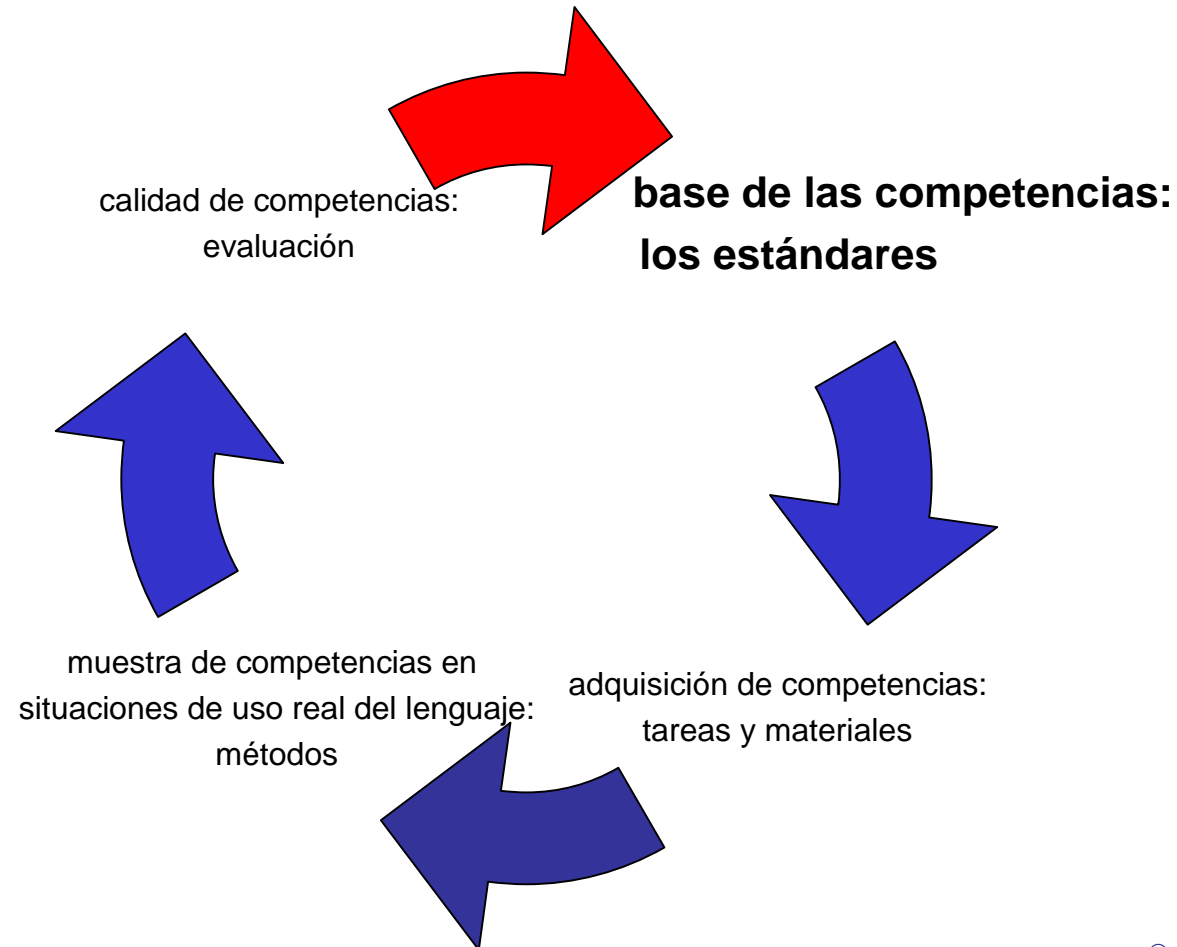 calidad de competencias:
evaluación
base de las competencias:
los estándares
adquisición de competencias:
tareas y materiales
muestra de competencias en
situaciones de uso real del lenguaje:
métodos